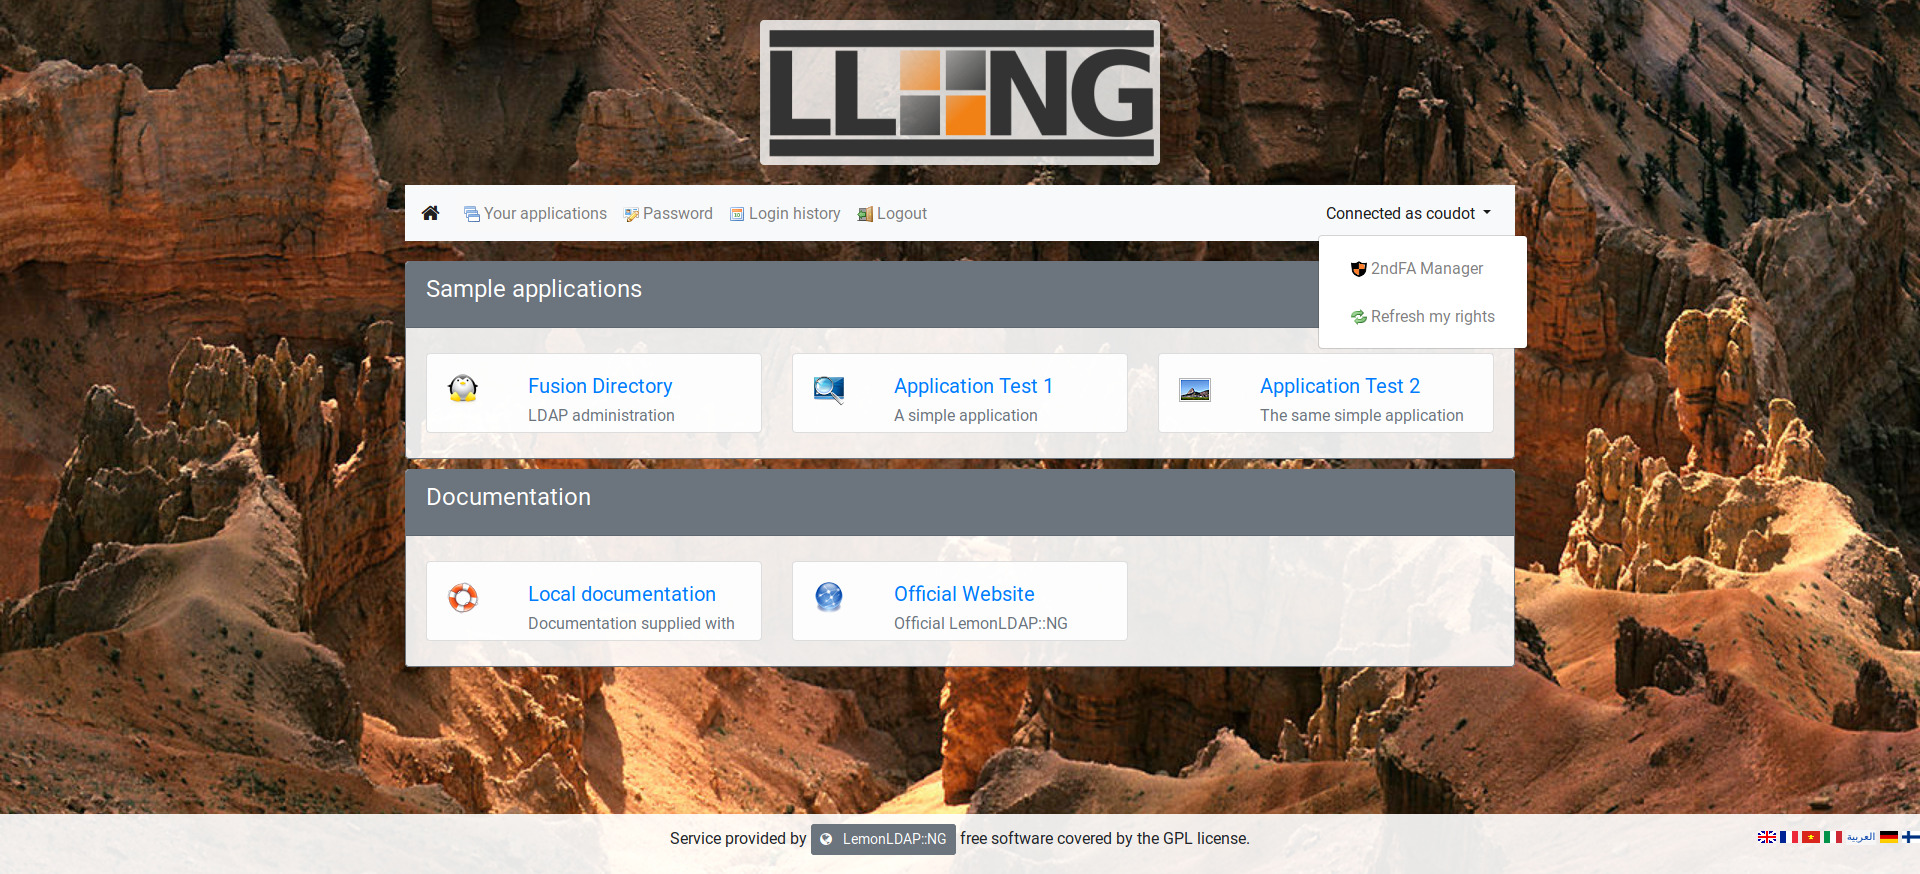 LL NG
Your applications Password Login history Logout Connected as coudot
2ndFA Manager
Refresh my rights
Sample applications
Fusion Directory
LDAP administration
Application Test 1
A simple application
Application Test 2
The same simple application
Documentation
Local documentation
Documentation supplied with
Official Website
Official LemonLDAP::NG
Service provided by LemonLDAP::NG free software covered by the GPL license.
العربية